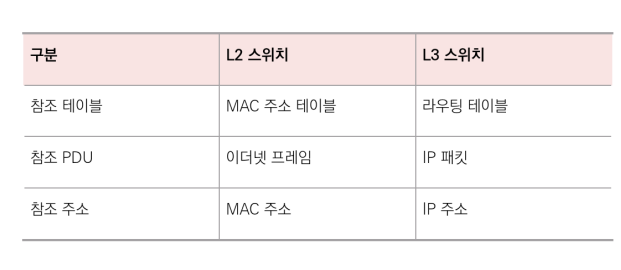 구분 L2 스위치 L3 스위치
참조 테이블 MAC 주소 테이블 라우팅 테이블
참조 PDU 이더넷 프레임 IP 패킷
참조 주소 MAC 주소 IP 주소